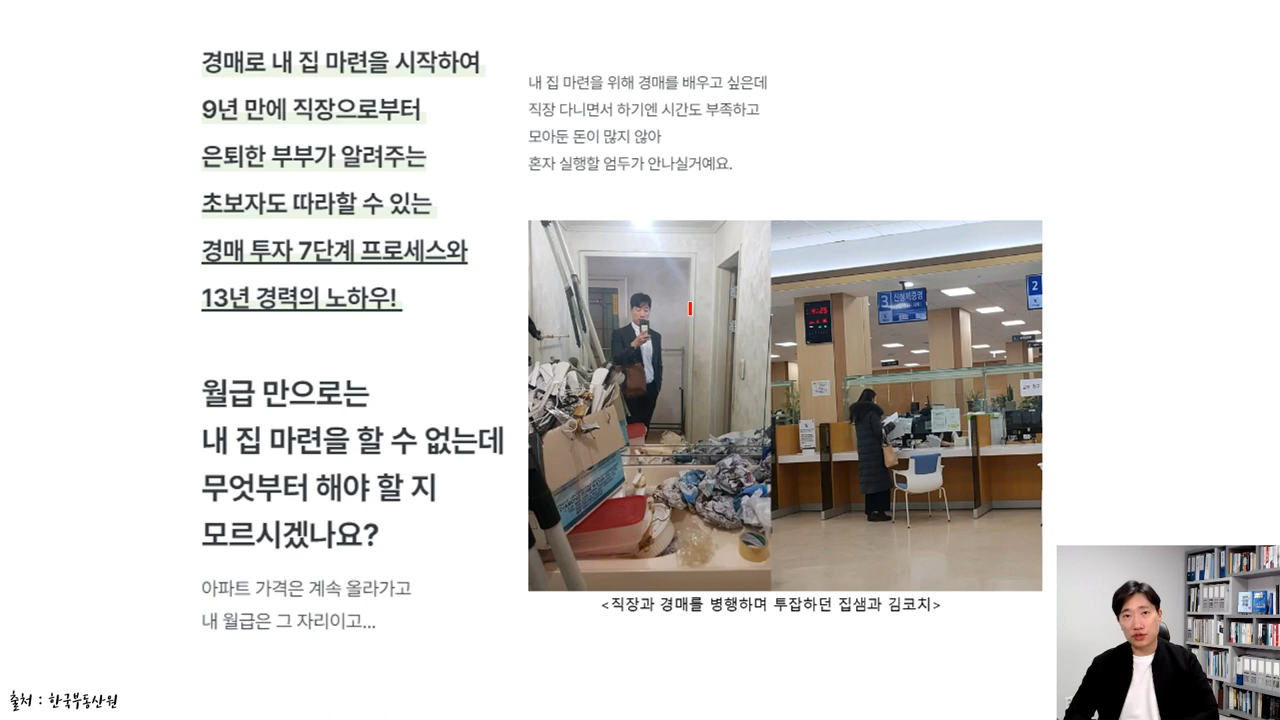 경매로 내 집 마련을 시작하여
9년 만에 직장으로부터
은퇴한 부부가 알려주는
초보자도 따라할 수 있는
경매 투자 7단계 프로세스와
13년 경력의 노하우!
월급 만으로는
내 집 마련을 할 수 없는데
무엇부터 해야 할 지
모르시겠나요?
아파트 가격은 계속 올라가고
내 월급은 그 자리이고...
내 집 마련을 위해 경매를 배우고 싶은데
직장 다니면서 하기엔 시간도 부족하고
모아둔 돈이 많지 않아
혼자 실행할 엄두가 안나실거예요.
3
2
<직장과 경매를 병행하며 투잡하던 집샘과 김코치>
출처 : 한국부동산원